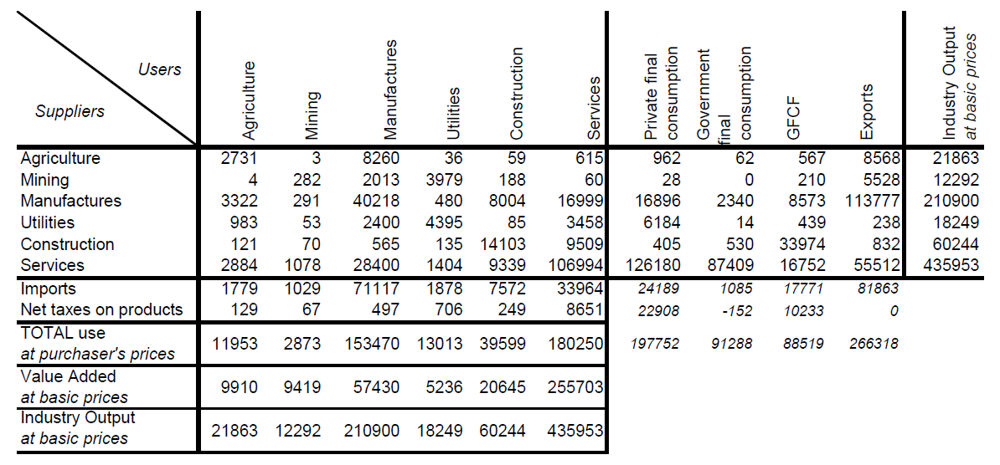 Users
Suppliers
Agriculture
Mining
Manufactures
Utilities
Construction
Services
Private final
consumption
Government
final
consumption
GFCF
Exports
Industry Output
at basic prices
Agriculture 2731 3 8260 36 59 615 962 62 567 8568 21863
Mining 4 282 2013 3979 188 60 28 0 210 5528 12292
Manufactures 3322 291 40218 480 8004 16999 16896 2340 8573 113777 210900
Utilities 983 53 2400 4395 85 3458 6184 14 439 238 18249
Construction 121 70 565 135 14103 9509 405 530 33974 832 60244
Services 2884 1078 28400 1404 9339 106994 126180 87409 16752 55512 435953
Imports 1779 1029 71117 1878 7572 33964 24189 1085 17771 81863
Net taxes on products 129 67 497 706 249 8651 22908 -152 10233 0
TOTAL use
at purchaser's prices 11953 2873 153470 13013 39599 180250 197752 91288 88519 266318
Value Added
at basic prices 9910 9419 57430 5236 20645 255703
Industry Output
at basic prices 21863 12292 210900 18249 60244 435953